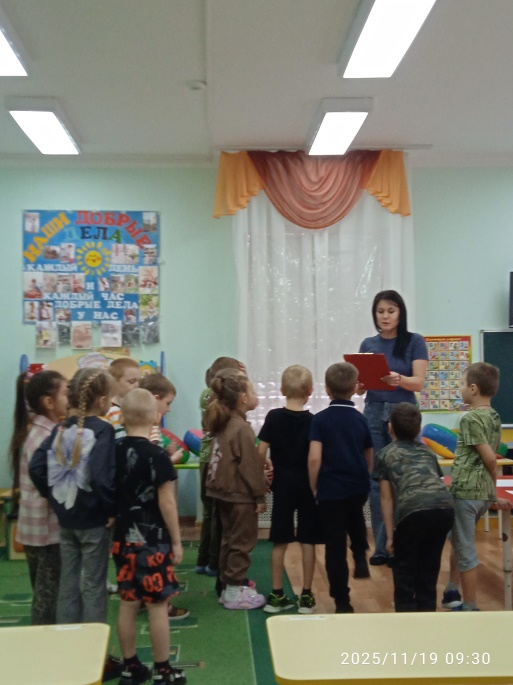 НАШИ ДОБРЫЕ
ДЕЛА
КАЖДЫЙ ДЕНЬ
И
КАЖДЫЙ ЧАС
ДОБРЫЕ ДЕЛА
У НАС
2025/11/19 09:30